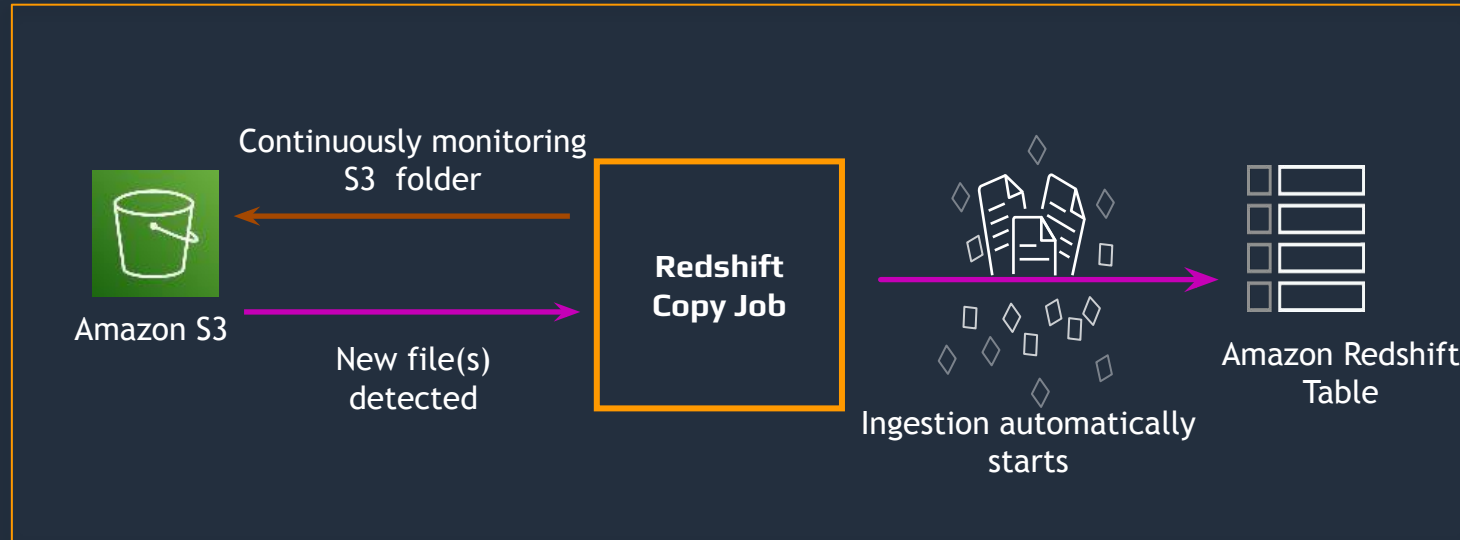 Continuously monitoring
S3 folder
Amazon S3
New file(s)
detected
Redshift
Copy Job
Ingestion automatically
starts
Amazon Redshift
Table